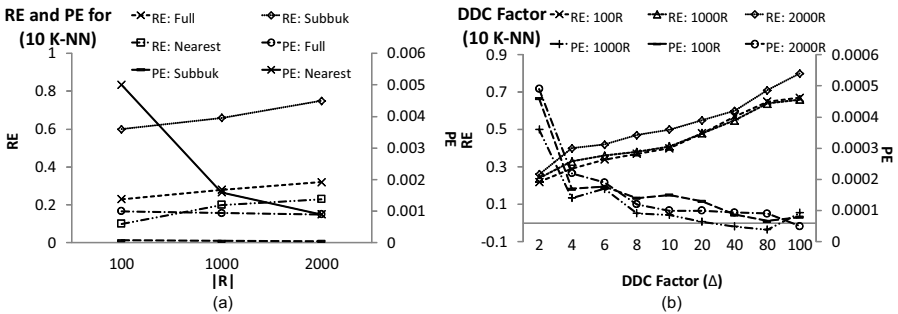 RE and PE for
(10 K-NN)
RE: Full
RE: Subbuk
RE: Nearest
PE: Full
PE: Subbuk
PE: Nearest
1
0.8
0.6
0.4
0.2
0
RE
0.006
0.005
0.004
0.003
0.002
0.001
0
100
1000
2000
|R|
(a)
DDC Factor
(10 K-NN)
RE: 100R
RE: 1000R
RE: 2000R
PE: 1000R
PE: 100R
PE: 2000R
0.9
0.7
0.5
0.3
0.1
-0.1
PE
RE
0.0006
0.0005
0.0004
0.0003
0.0002
0.0001
0
PE
2 4 6 8 10 20 40 80 100
DDC Factor (Δ)
(b)